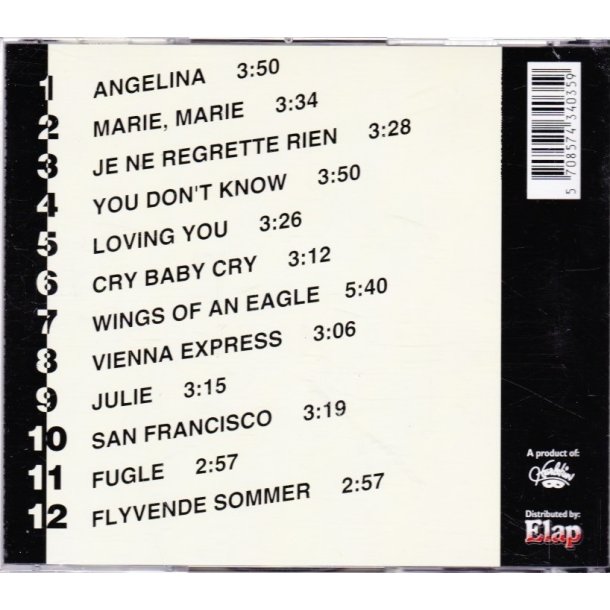 1 ANGELINA 3:50
2 MARIE, MARIE 3:34
3 JE NE REGRETTE RIEN 3:28
4 YOU DON'T KNOW 3:50
5 LOVING YOU 3:26
6 CRY BABY CRY 3:12
7 WINGS OF AN EAGLE 5:40
8 VIENNA EXPRESS 3:06
9 JULIE 3:15
10 SAN FRANCISCO 3:19
11 FUGLE 2:57
12 FLYVENDE SOMMER 2:57
5 708574 340359
A product of:
Distributed by:
Elap